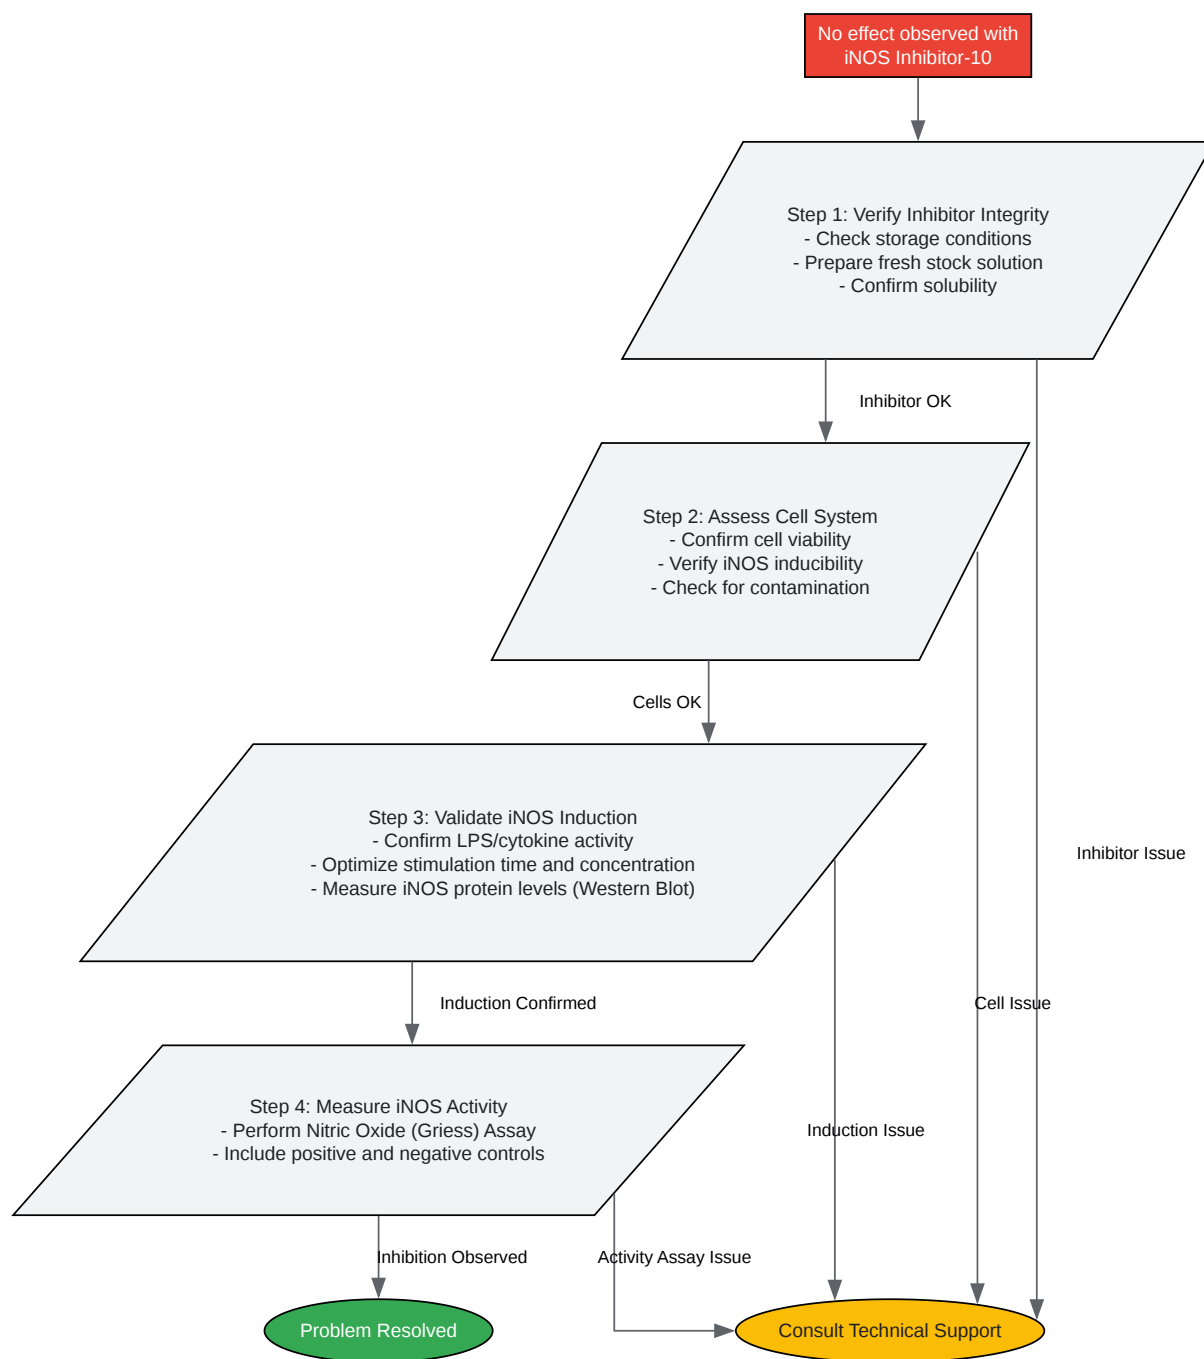 No effect observed with
iNOS Inhibitor-10
Step 1: Verify Inhibitor Integrity
- Check storage conditions
- Prepare fresh stock solution
- Confirm solubility
Inhibitor OK
Step 2: Assess Cell System
- Confirm cell viability
- Verify iNOS inducibility
- Check for contamination
Cells OK
Step 3: Validate iNOS Induction
- Confirm LPS/cytokine activity
- Optimize stimulation time and concentration
- Measure iNOS protein levels (Western Blot)
Inhibitor Issue
Induction Confirmed
Cell Issue
Step 4: Measure iNOS Activity
- Perform Nitric Oxide (Griess) Assay
- Include positive and negative controls
Induction Issue
Inhibition Observed
Activity Assay Issue
Problem Resolved
Consult Technical Support